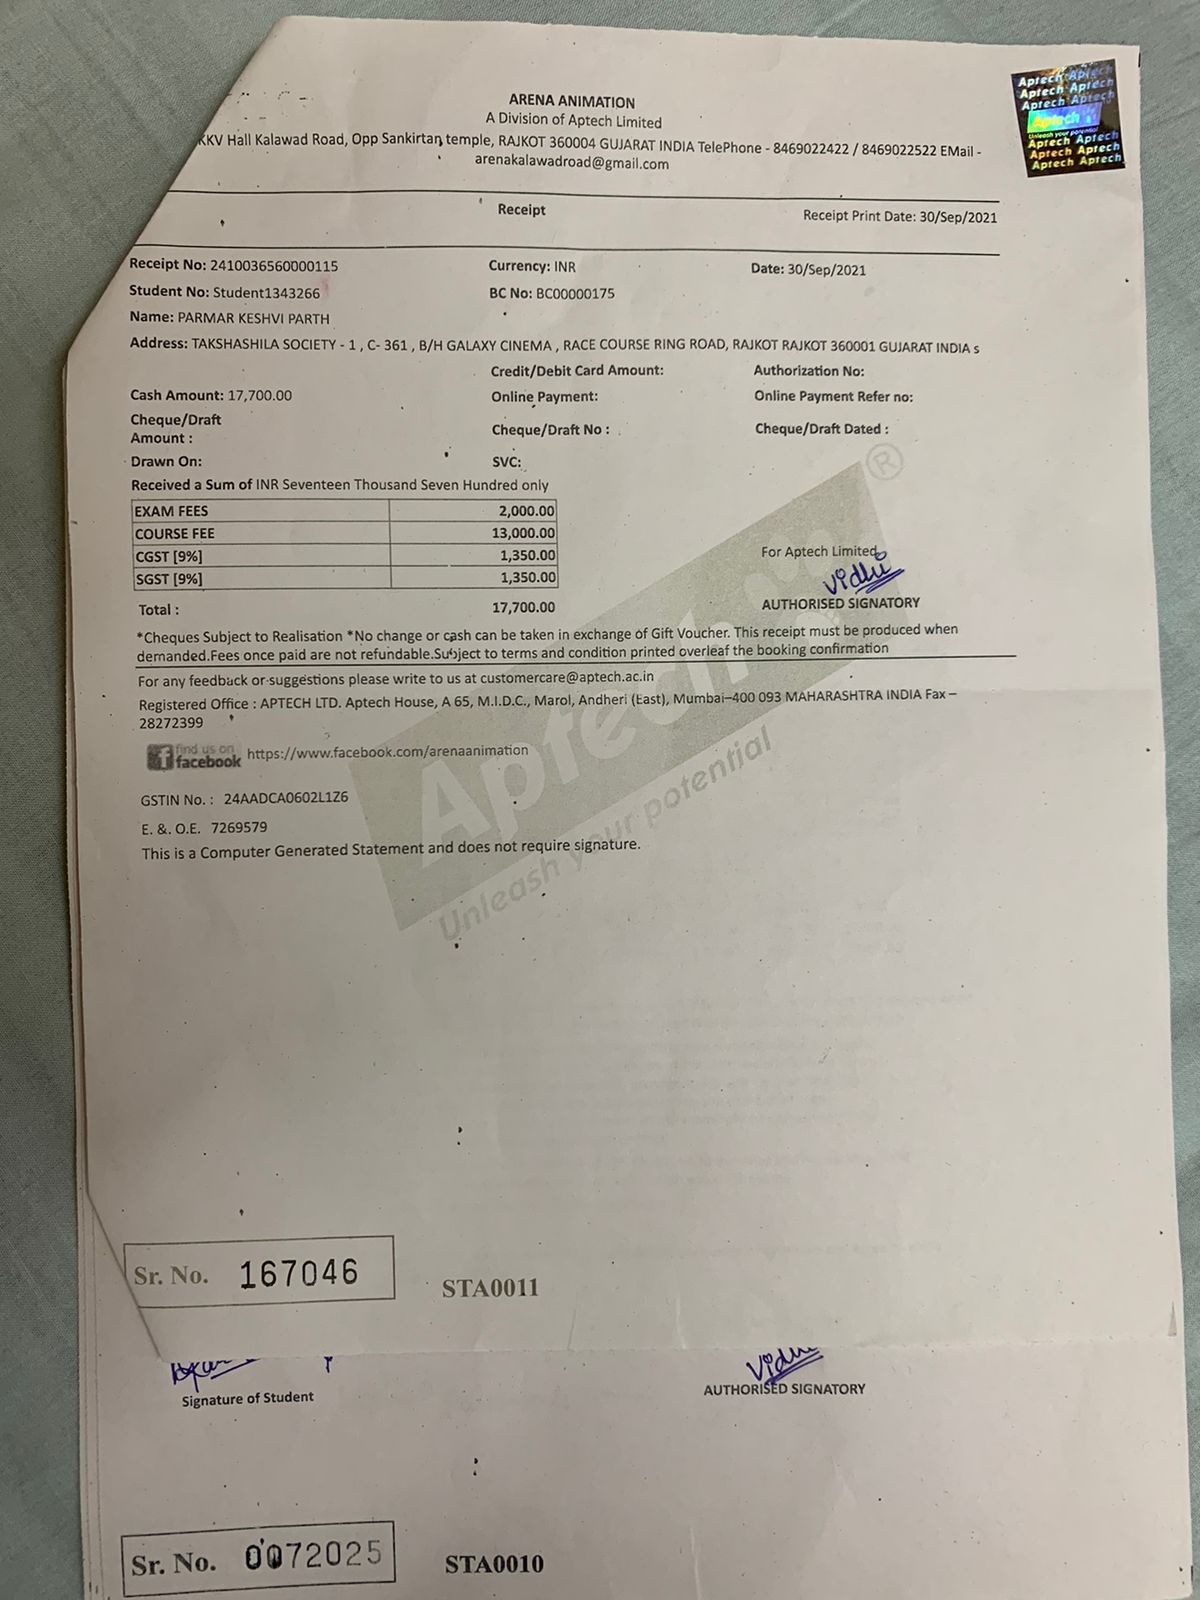 ARENA ANIMATION
A Division of Aptech Limited
KKV Hall Kalawad Road, Opp Sankirtan temple, RAJKOT 360004 GUJARAT INDIA TelePhone - 8469022422 / 8469022522 EMail -
arenakalawadroad@gmail.com
Aptech Aptech
Aptech Aptech
Aptech Aptech
Aptech
Unleash your potential
Aptech Aptech
Aptech Aptech
Aptech Aptech
Receipt
Receipt Print Date: 30/Sep/2021
Receipt No: 2410036560000115 Currency: INR Date: 30/Sep/2021
Student No: Student1343266 BC No: BC00000175
Name: PARMAR KESHVI PARTH
Address: TAKSHASHILA SOCIETY - 1 , C- 361 , B/H GALAXY CINEMA , RACE COURSE RING ROAD, RAJKOT RAJKOT 360001 GUJARAT INDIA s
Credit/Debit Card Amount: Authorization No:
Cash Amount: 17,700.00 Online Payment: Online Payment Refer no:
Cheque/Draft
Amount : Cheque/Draft No : Cheque/Draft Dated :
Drawn On: SVC:
Received a Sum of INR Seventeen Thousand Seven Hundred only
EXAM FEES 2,000.00
COURSE FEE 13,000.00
CGST [9%] 1,350.00
SGST [9%] 1,350.00
Total : 17,700.00
For Aptech Limited
Vidhi
AUTHORISED SIGNATORY
*Cheques Subject to Realisation *No change or cash can be taken in exchange of Gift Voucher. This receipt must be produced when
demanded.Fees once paid are not refundable.Subject to terms and condition printed overleaf the booking confirmation
For any feedback or suggestions please write to us at customercare@aptech.ac.in
Registered Office : APTECH LTD. Aptech House, A 65, M.I.D.C., Marol, Andheri (East), Mumbai–400 093 MAHARASHTRA INDIA Fax –
28272399
find us on
facebook https://www.facebook.com/arenaanimation
GSTIN No. : 24AADCA0602L1Z6
E. &. O.E. 7269579
This is a Computer Generated Statement and does not require signature.
Aptech ®
Unleash your potential
Sr. No. 167046 STA0011
Vidhi
Signature of Student AUTHORISED SIGNATORY
Sr. No. 0072025 STA0010